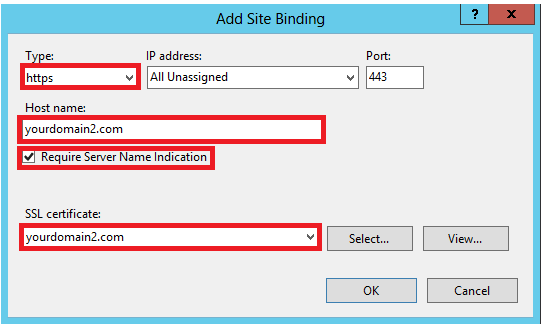 Add Site Binding
?
x
Type: IP address: Port:
https All Unassigned 443
Host name:
yourdomain2.com
Require Server Name Indication
SSL certificate:
yourdomain2.com Select... View...
OK Cancel